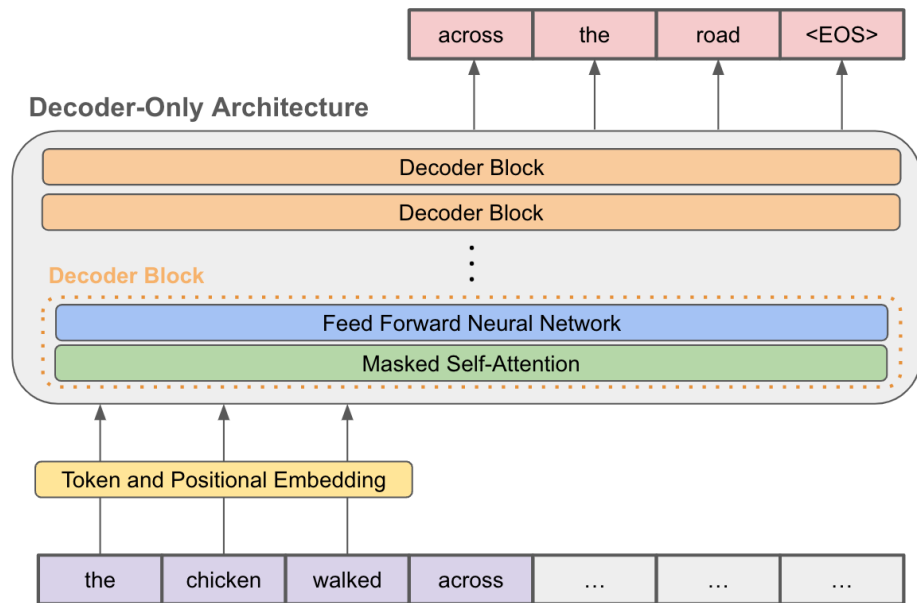 across the road <EOS>
Decoder-Only Architecture
Decoder Block
Decoder Block
Decoder Block
Feed Forward Neural Network
Masked Self-Attention
Token and Positional Embedding
the chicken walked across ... ... ...